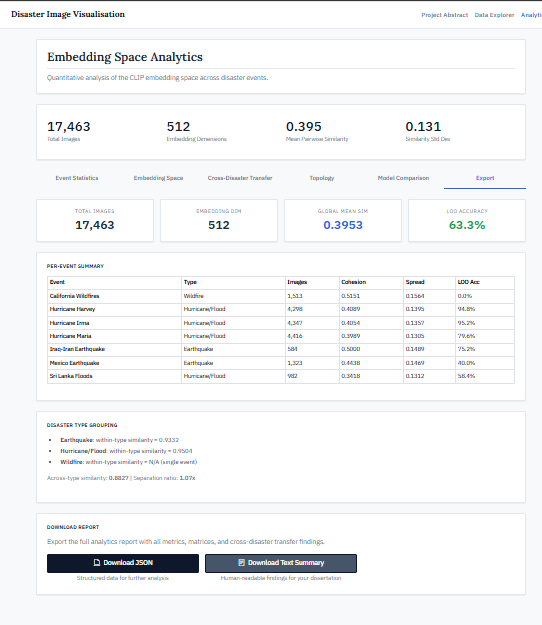 Disaster Image Visualisation
Project Abstract Data Explorer Analyti
Embedding Space Analytics
Quantitative analysis of the CLIP embedding space across disaster events.
17,463 512 0.395 0.131
Total Images Embedding Dimensions Mean Pairwise Similarity Similarity Std Dev
Event Statistics Embedding Space Cross-Disaster Transfer Topology Model Comparison Export
TOTAL IMAGES EMBEDDING DIM GLOBAL MEAN SIM LOO ACCURACY
17,463 512 0.3953 63.3%
PER-EVENT SUMMARY
Event Type Images Cohesion Spread LOO Acc
California Wildfires Wildfire 1,513 0.5151 0.1564 0.0%
Hurricane Harvey Hurricane/Flood 4,298 0.4089 0.1395 94.8%
Hurricane Irma Hurricane/Flood 4,347 0.4054 0.1357 95.2%
Hurricane Maria Hurricane/Flood 4,416 0.3989 0.1305 79.6%
Iraq-Iran Earthquake Earthquake 584 0.5000 0.1489 75.2%
Mexico Earthquake Earthquake 1,323 0.4438 0.1469 40.0%
Sri Lanka Floods Hurricane/Flood 982 0.3418 0.1312 58.4%
DISASTER TYPE GROUPING
• Earthquake: within-type similarity = 0.9332
• Hurricane/Flood: within-type similarity = 0.9504
• Wildfire: within-type similarity = N/A (single event)
Across-type similarity: 0.8827 | Separation ratio: 1.07x
DOWNLOAD REPORT
Export the full analytics report with all metrics, matrices, and cross-disaster transfer findings.
Download JSON Download Text Summary
Structured data for further analysis Human-readable findings for your dissertation